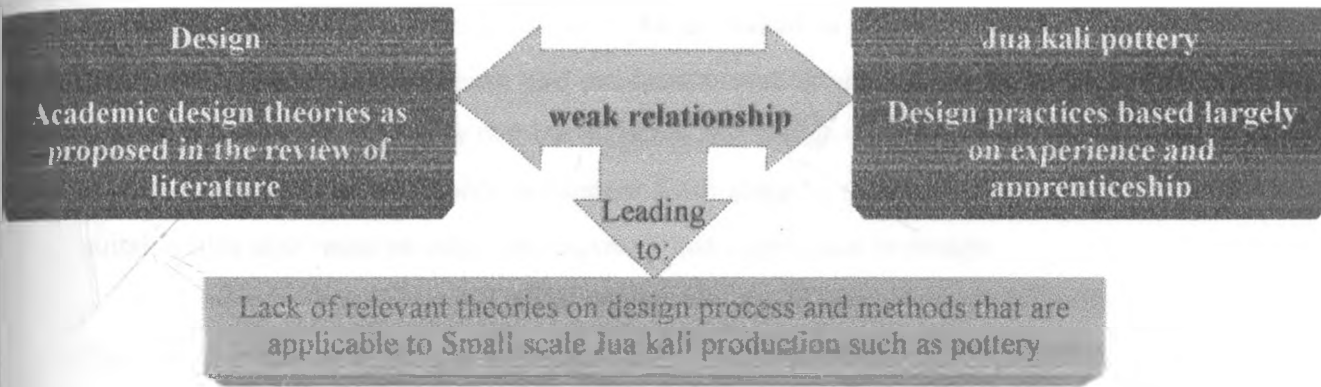 Design
Academic design theories as
proposed in the review of
literature
weak relationship
Jua kali pottery
Design practices based largely
on experience and
apprenticeship
Leading
to:
Lack of relevant theories on design process and methods that are
applicable to Small scale Jua kali production such as pottery